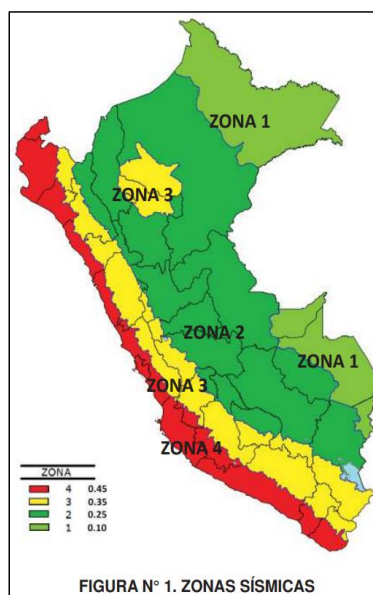 ZONA 1
ZONA 3
ZONA 2
ZONA 1
ZONA 3
ZONA 4
ZONA
4 0.45
3 0.35
2 0.25
1 0.10
FIGURA N° 1. ZONAS SÍSMICAS